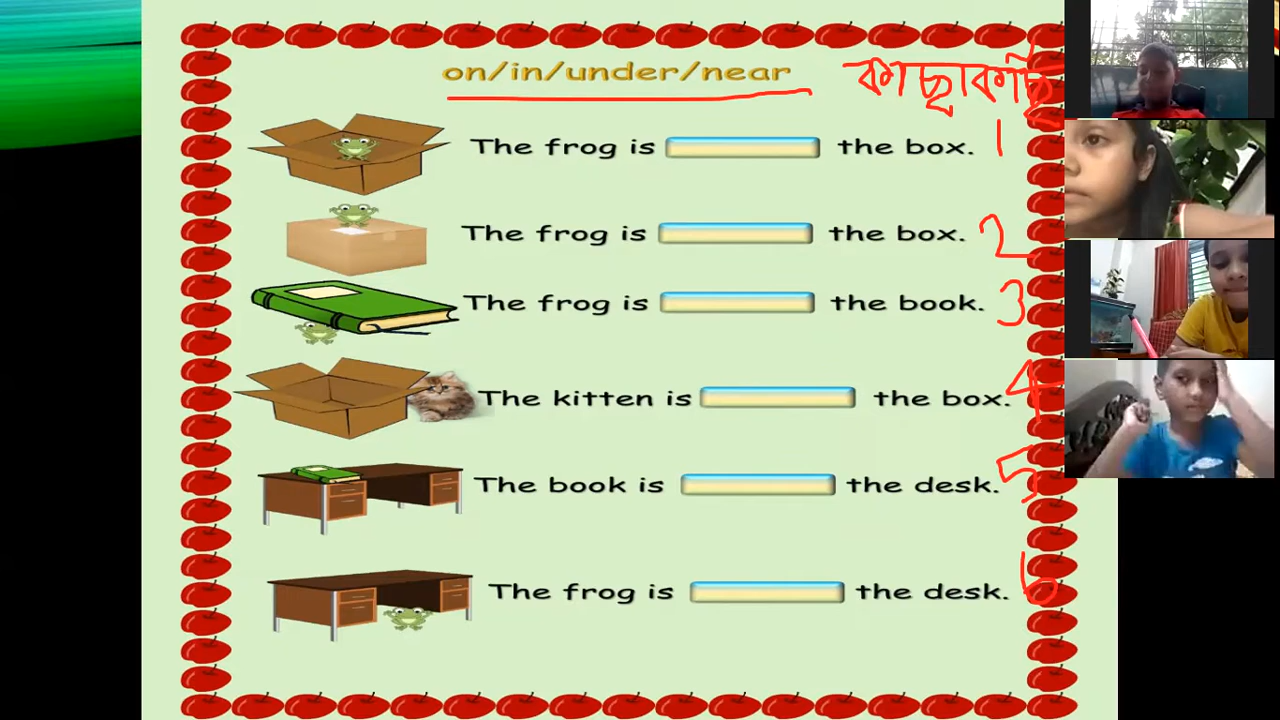 on/in/under/near কাছাকাছি
The frog is the box. 1
The frog is the box. 2
The frog is the book. 3
The kitten is the box. 4
The book is the desk. 5
The frog is the desk. 6